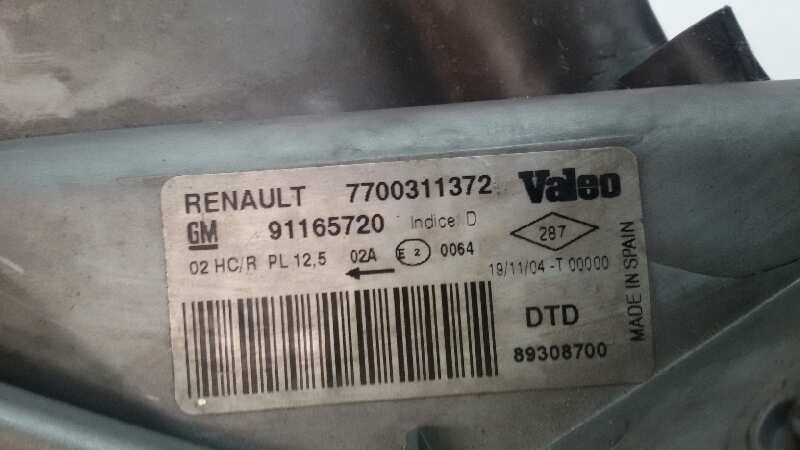 RENAULT 7700311372 Valeo
GM 91165720 Indice D
287
02 HC/R PL 12,5 02A E 2 0064
19/11/04 -T 00000
DTD
89308700
MADE IN SPAIN